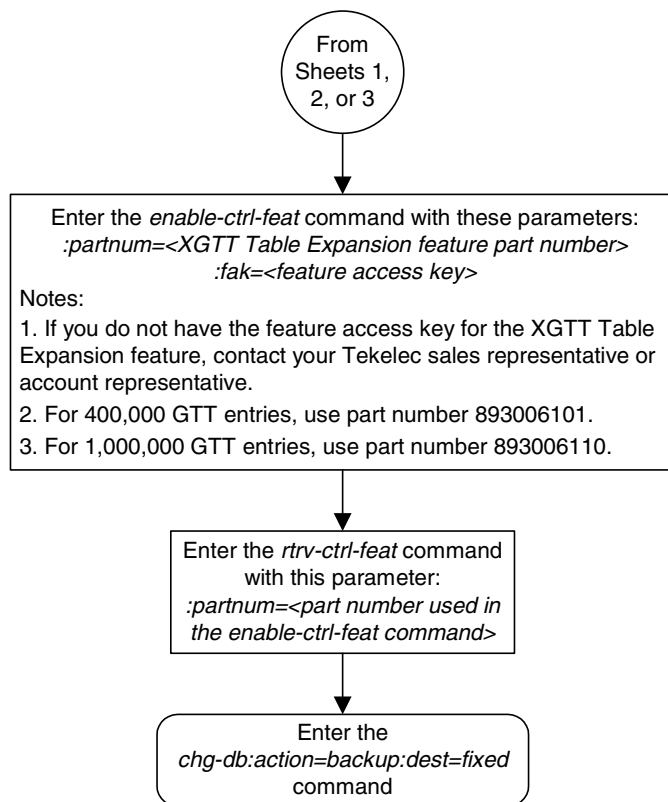 From
Sheets 1,
2, or 3
Enter the enable-ctrl-feat command with these parameters:
:partnum=<XGTT Table Expansion feature part number>
:fak=<feature access key>
Notes:
1. If you do not have the feature access key for the XGTT Table
Expansion feature, contact your Tekelec sales representative or
account representative.
2. For 400,000 GTT entries, use part number 893006101.
3. For 1,000,000 GTT entries, use part number 893006110.
Enter the rtrv-ctrl-feat command
with this parameter:
:partnum=<part number used in
the enable-ctrl-feat command>
Enter the
chg-db:action=backup:dest=fixed
command